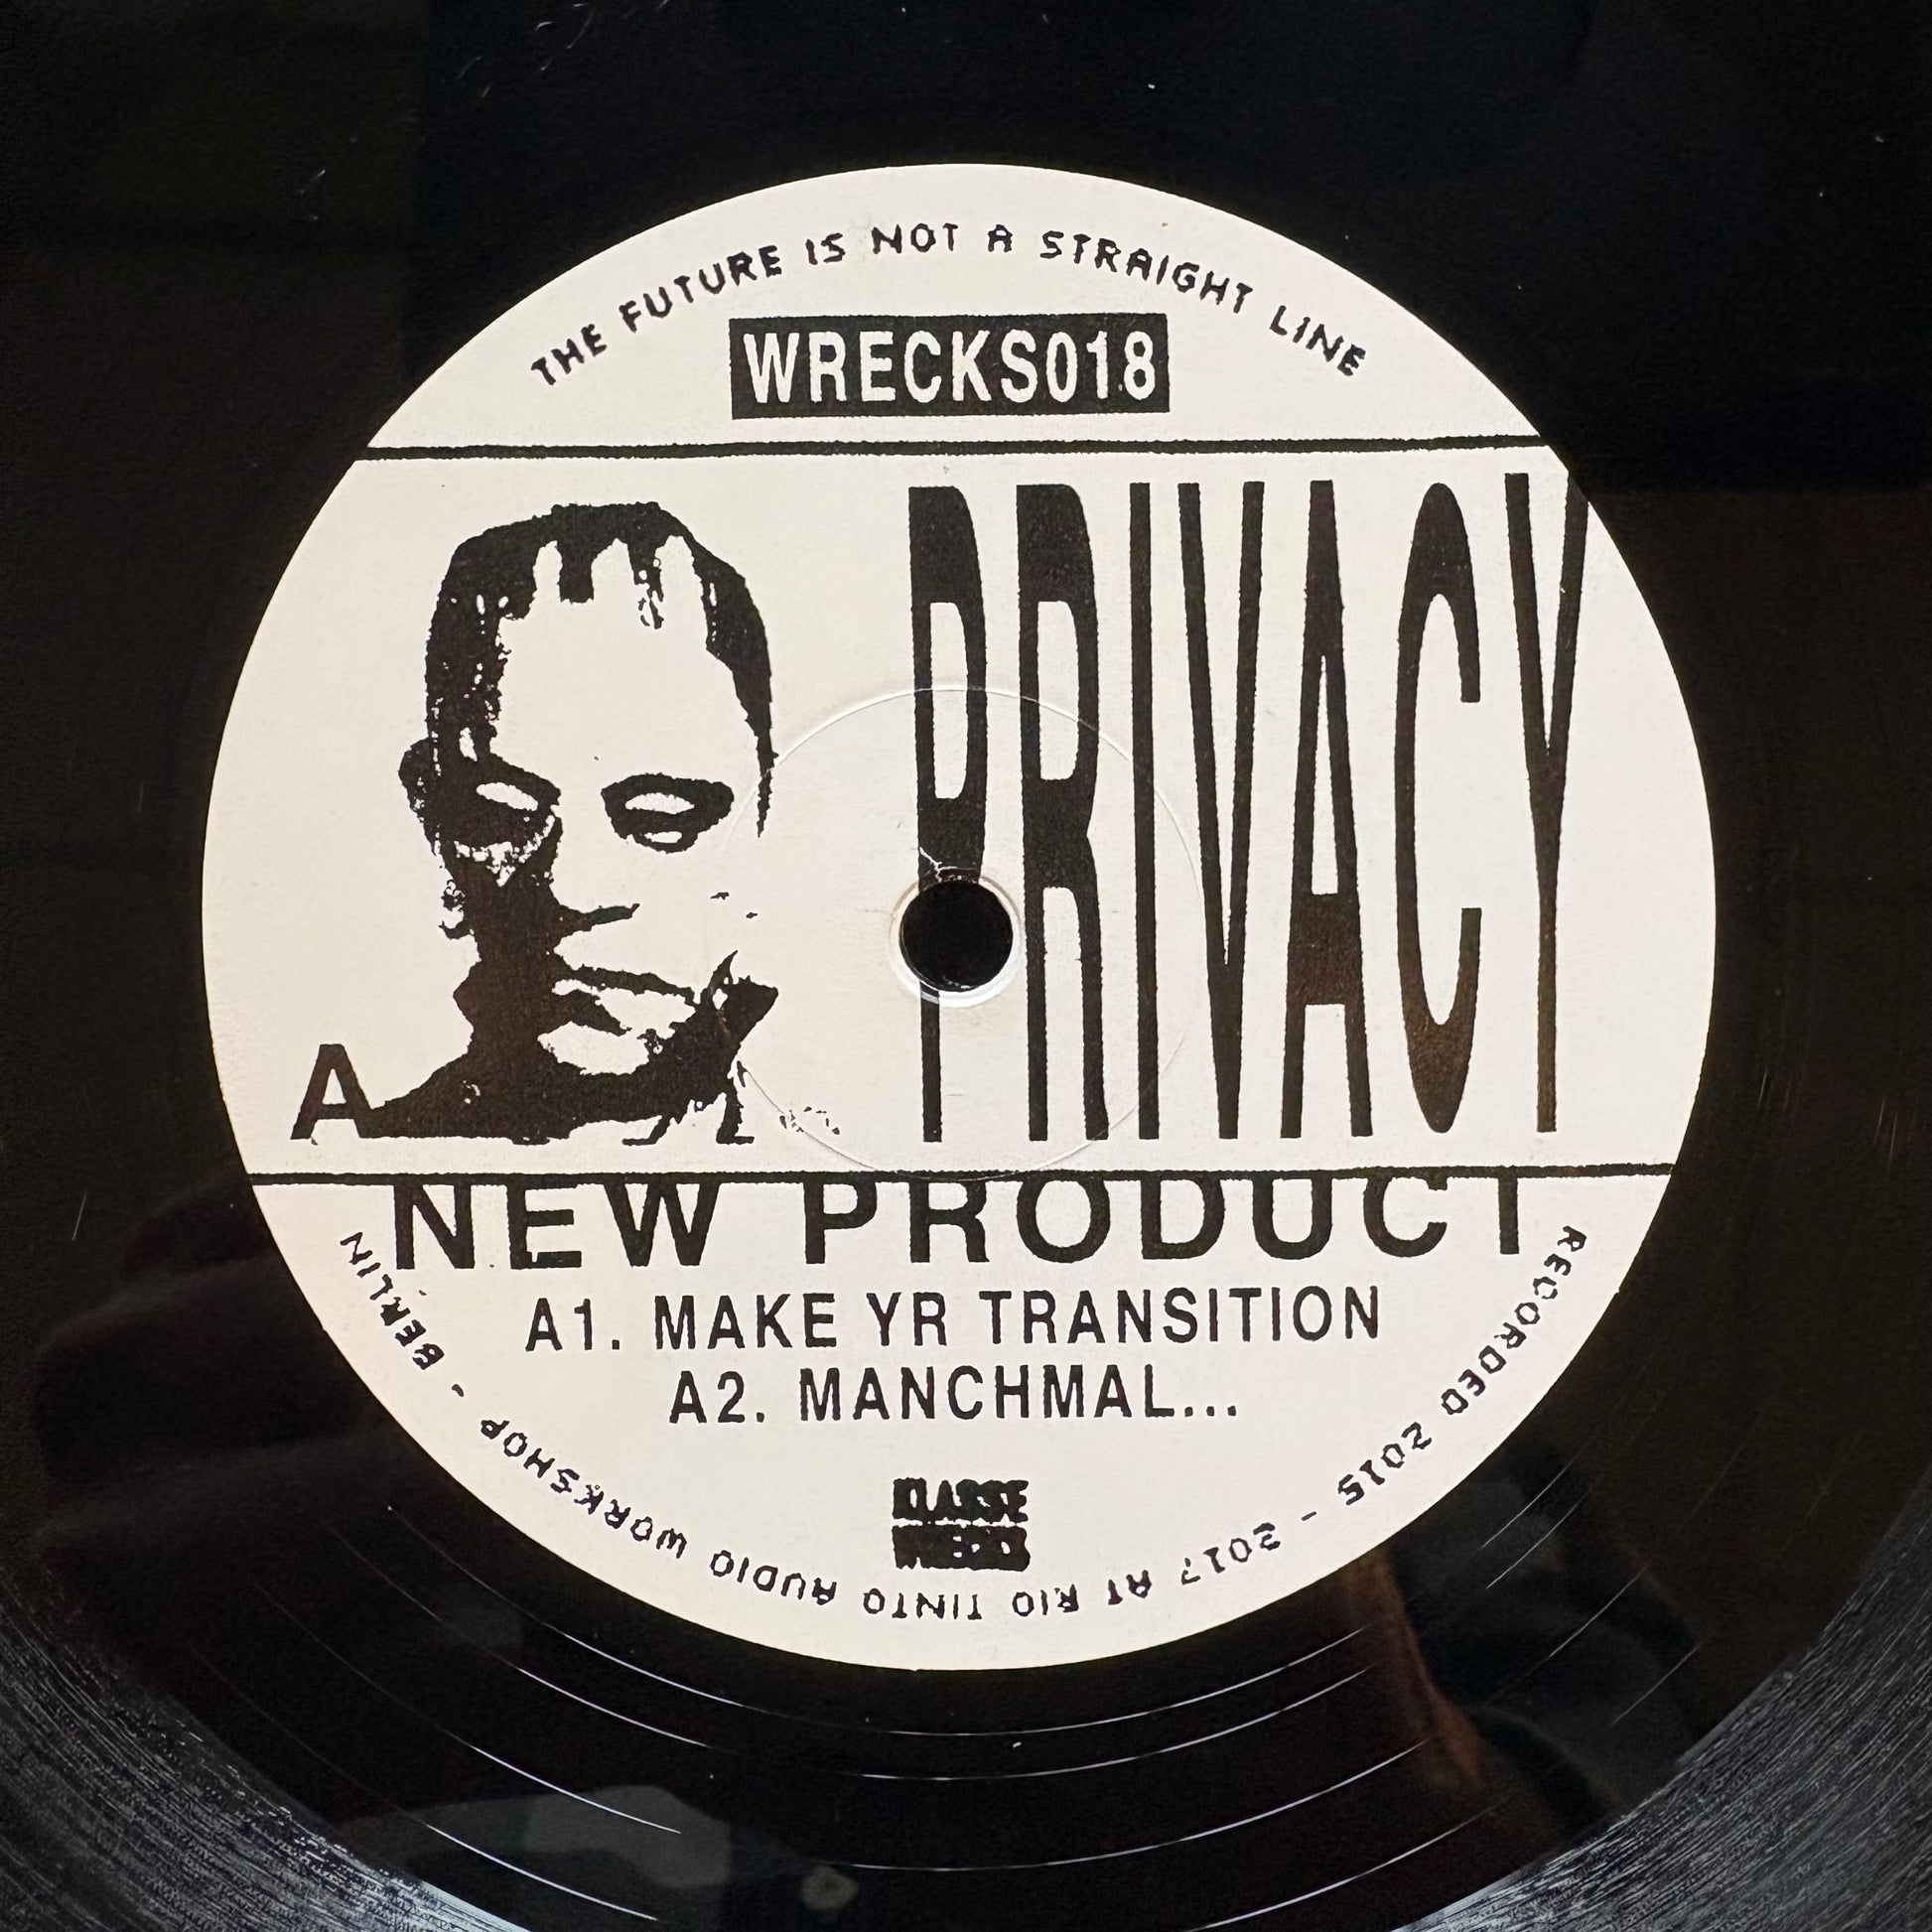 THE FUTURE IS NOT A STRAIGHT LINE
WRECKS018
PRIVACY
A
NEW PRODUCT
A1. MAKE YR TRANSITION
A2. MANCHMAL...
KLASSE
WRECKS
RECORDED 2015 - 2017 AT RIO TINTO AUDIO WORKSHOP - BERLIN